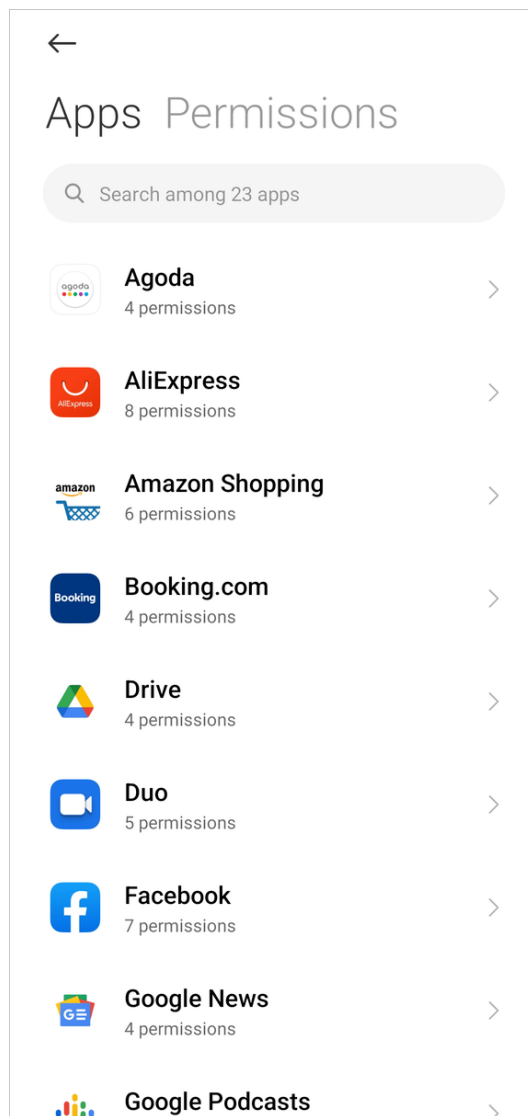 Apps Permissions
Search among 23 apps
agoda
Agoda
4 permissions
AliExpress
AliExpress
8 permissions
amazon
Amazon Shopping
6 permissions
Booking
Booking.com
4 permissions
Drive
4 permissions
Duo
5 permissions
Facebook
7 permissions
GE
Google News
4 permissions
Google Podcasts